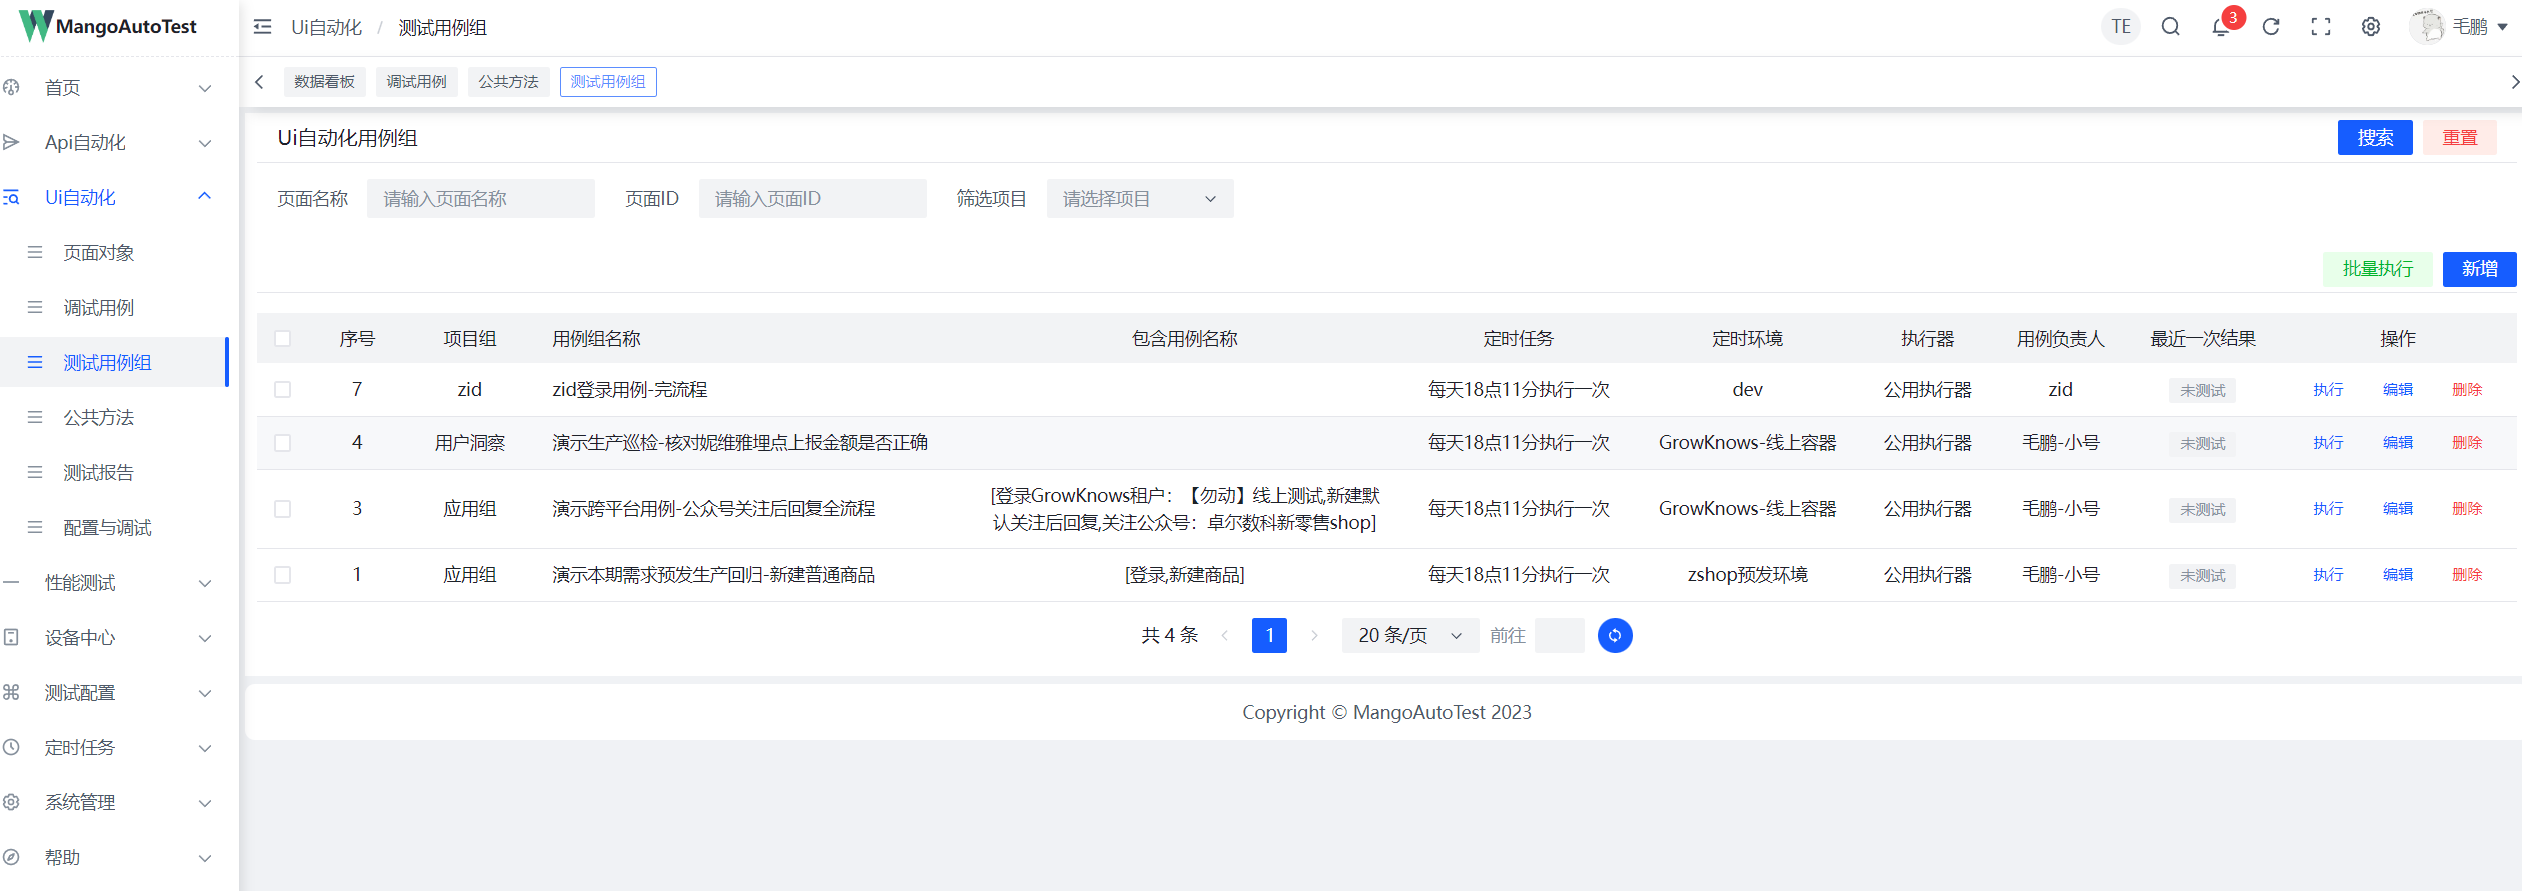 MangoAutoTest
Ui自动化 / 测试用例组
TE
3
毛鹏
首页
Api自动化
Ui自动化
页面对象
调试用例
测试用例组
公共方法
测试报告
配置与调试
性能测试
设备中心
测试配置
定时任务
系统管理
帮助
数据看板 调试用例 公共方法 测试用例组
Ui自动化用例组 搜索 重置
页面名称 请输入页面名称 页面ID 请输入页面ID 筛选项目 请选择项目
批量执行 新增
序号 项目组 用例组名称 包含用例名称 定时任务 定时环境 执行器 用例负责人 最近一次结果 操作
7 zid zid登录用例-完流程 每天18点11分执行一次 dev 公用执行器 zid 未测试 执行 编辑 删除
4 用户洞察 演示生产巡检-核对妮维雅埋点上报金额是否正确 每天18点11分执行一次 GrowKnows-线上容器 公用执行器 毛鹏-小号 未测试 执行 编辑 删除
3 应用组 演示跨平台用例-公众号关注后回复全流程 [登录GrowKnows租户：【勿动】线上测试,新建默
认关注后回复,关注公众号：卓尔数科新零售shop] 每天18点11分执行一次 GrowKnows-线上容器 公用执行器 毛鹏-小号 未测试 执行 编辑 删除
1 应用组 演示本期需求预发生产回归-新建普通商品 [登录,新建商品] 每天18点11分执行一次 zshop预发环境 公用执行器 毛鹏-小号 未测试 执行 编辑 删除
共 4 条 1 20 条/页 前往
Copyright © MangoAutoTest 2023